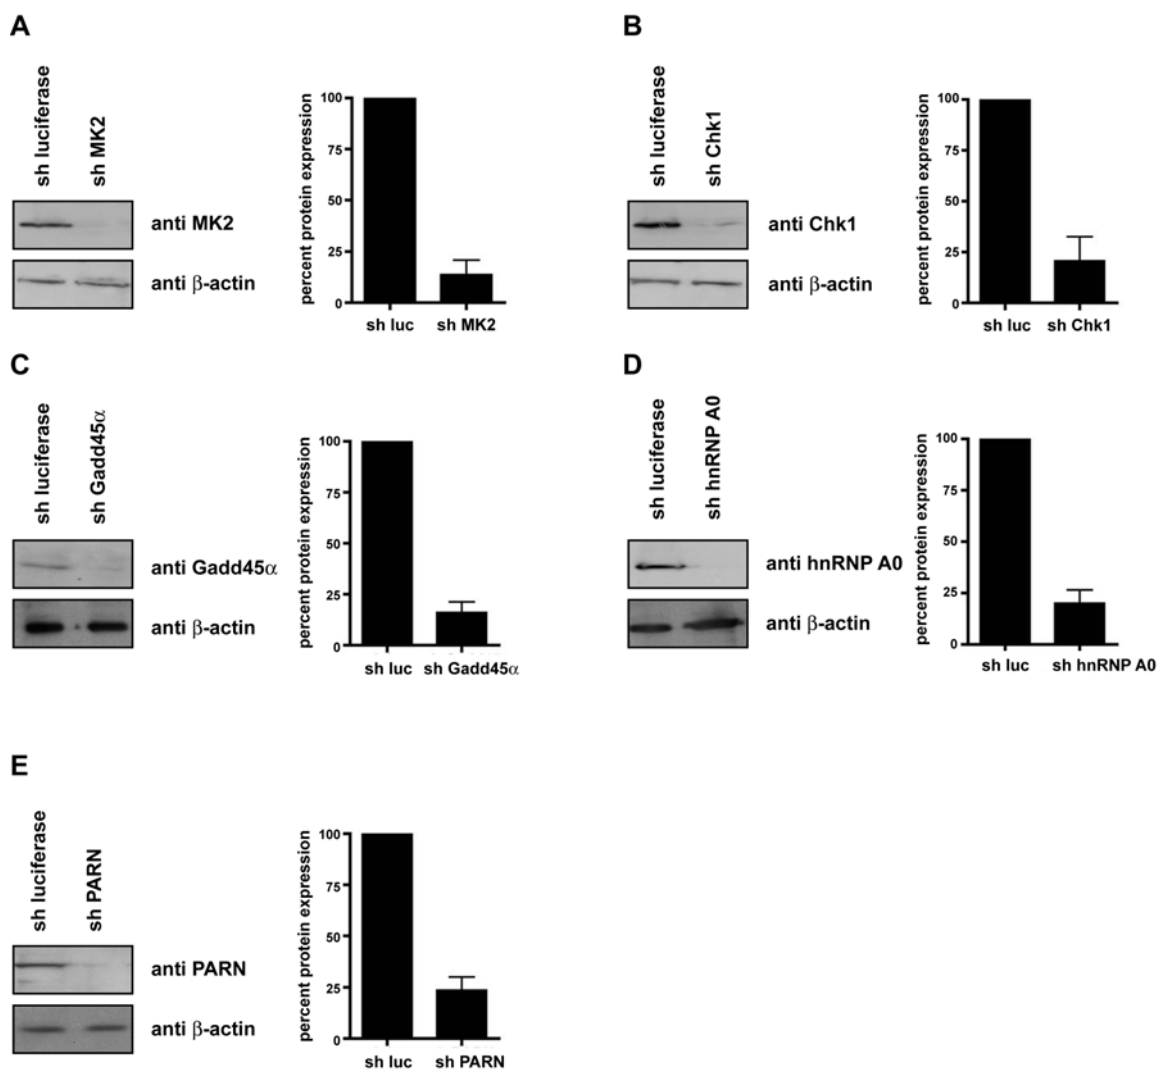 A
sh luciferase
sh MK2
anti MK2
anti β-actin
percent protein expression
100
75
50
25
0
sh luc
sh MK2
B
sh luciferase
sh Chk1
anti Chk1
anti β-actin
percent protein expression
100
75
50
25
0
sh luc
sh Chk1
C
sh luciferase
sh Gadd45α
anti Gadd45α
anti β-actin
percent protein expression
100
75
50
25
0
sh luc
sh Gadd45α
D
sh luciferase
sh hnRNP A0
anti hnRNP A0
anti β-actin
percent protein expression
100
75
50
25
0
sh luc
sh hnRNP A0
E
sh luciferase
sh PARN
anti PARN
anti β-actin
percent protein expression
100
75
50
25
0
sh luc
sh PARN